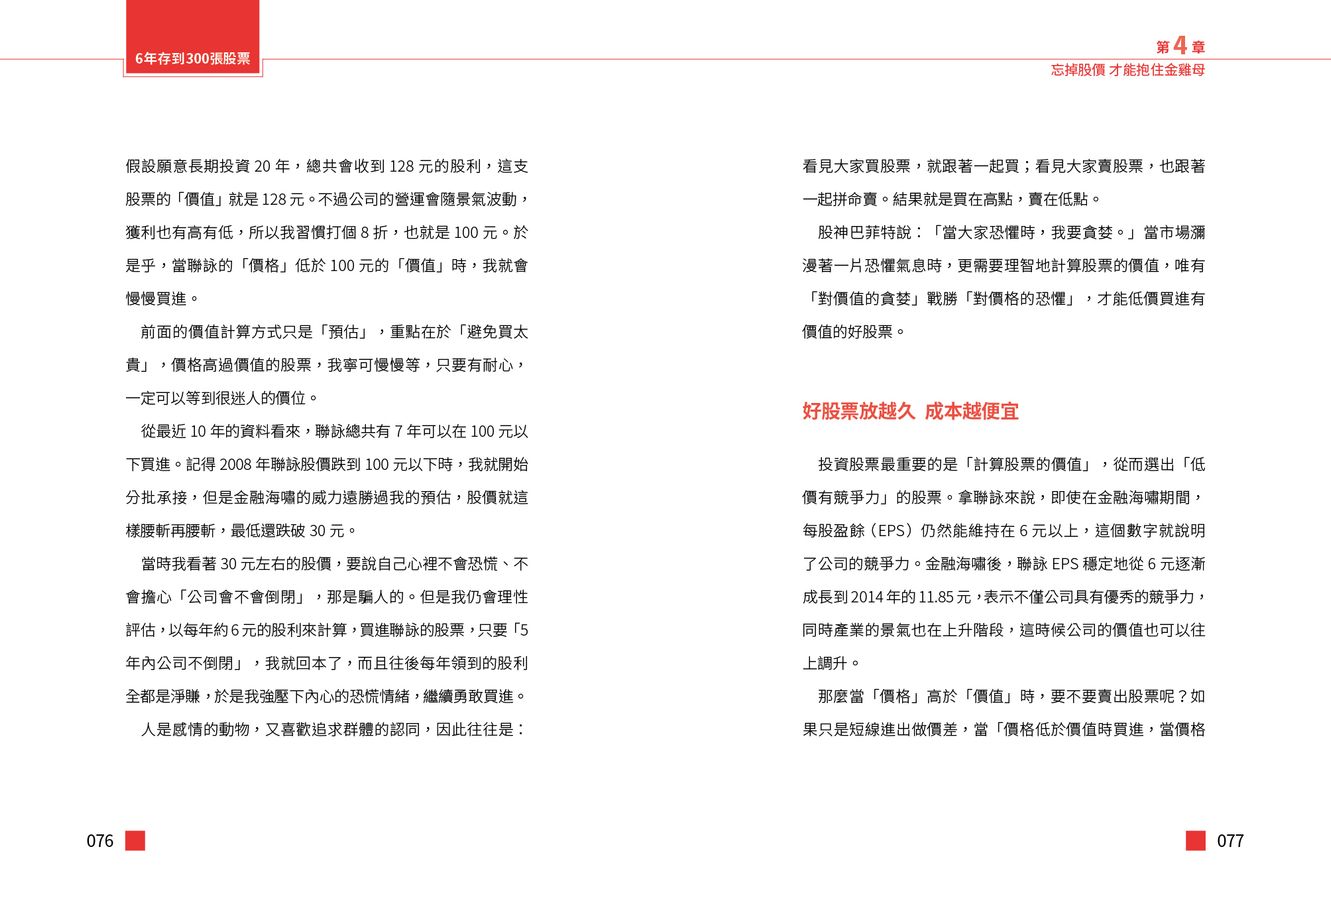 6年存到300張股票
假設願意長期投資 20 年，總共會收到 128 元的股利，這支
股票的「價值」就是 128 元。不過公司的營運會隨景氣波動，
獲利也有高有低，所以我習慣打個 8 折，也就是 100 元。於
是乎，當聯詠的「價格」低於 100 元的「價值」時，我就會
慢慢買進。
前面的價值計算方式只是「預估」，重點在於「避免買太
貴」，價格高過價值的股票，我寧可慢慢等，只要有耐心，
一定可以等到很迷人的價位。
從最近 10 年的資料看來，聯詠總共有 7 年可以在 100 元以
下買進。記得 2008 年聯詠股價跌到 100 元以下時，我就開始
分批承接，但是金融海嘯的威力遠勝過我的預估，股價就這
樣腰斬再腰斬，最低還跌破 30 元。
當時我看著 30 元左右的股價，要說自己心裡不會恐慌、不
會擔心「公司會不會倒閉」，那是騙人的。但是我仍會理性
評估，以每年約 6 元的股利來計算，買進聯詠的股票，只要「5
年內公司不倒閉」，我就回本了，而且往後每年領到的股利
全都是淨賺，於是我強壓下內心的恐慌情緒，繼續勇敢買進。
人是感情的動物，又喜歡追求群體的認同，因此往往是：
076
第 4 章
忘掉股價 才能抱住金雞母
看見大家買股票，就跟著一起買；看見大家賣股票，也跟著
一起拼命賣。結果就是買在高點，賣在低點。
股神巴菲特說：「當大家恐懼時，我要貪婪。」當市場瀰
漫著一片恐懼氣息時，更需要理智地計算股票的價值，唯有
「對價值的貪婪」戰勝「對價格的恐懼」，才能低價買進有
價值的好股票。
好股票放越久 成本越便宜
投資股票最重要的是「計算股票的價值」，從而選出「低
價有競爭力」的股票。拿聯詠來說，即使在金融海嘯期間，
每股盈餘（EPS）仍然能維持在 6 元以上，這個數字就說明
了公司的競爭力。金融海嘯後，聯詠 EPS 穩定地從 6 元逐漸
成長到 2014 年的 11.85 元，表示不僅公司具有優秀的競爭力，
同時產業的景氣也在上升階段，這時候公司的價值也可以往
上調升。
那麼當「價格」高於「價值」時，要不要賣出股票呢？如
果只是短線進出做價差，當「價格低於價值時買進，當價格
077